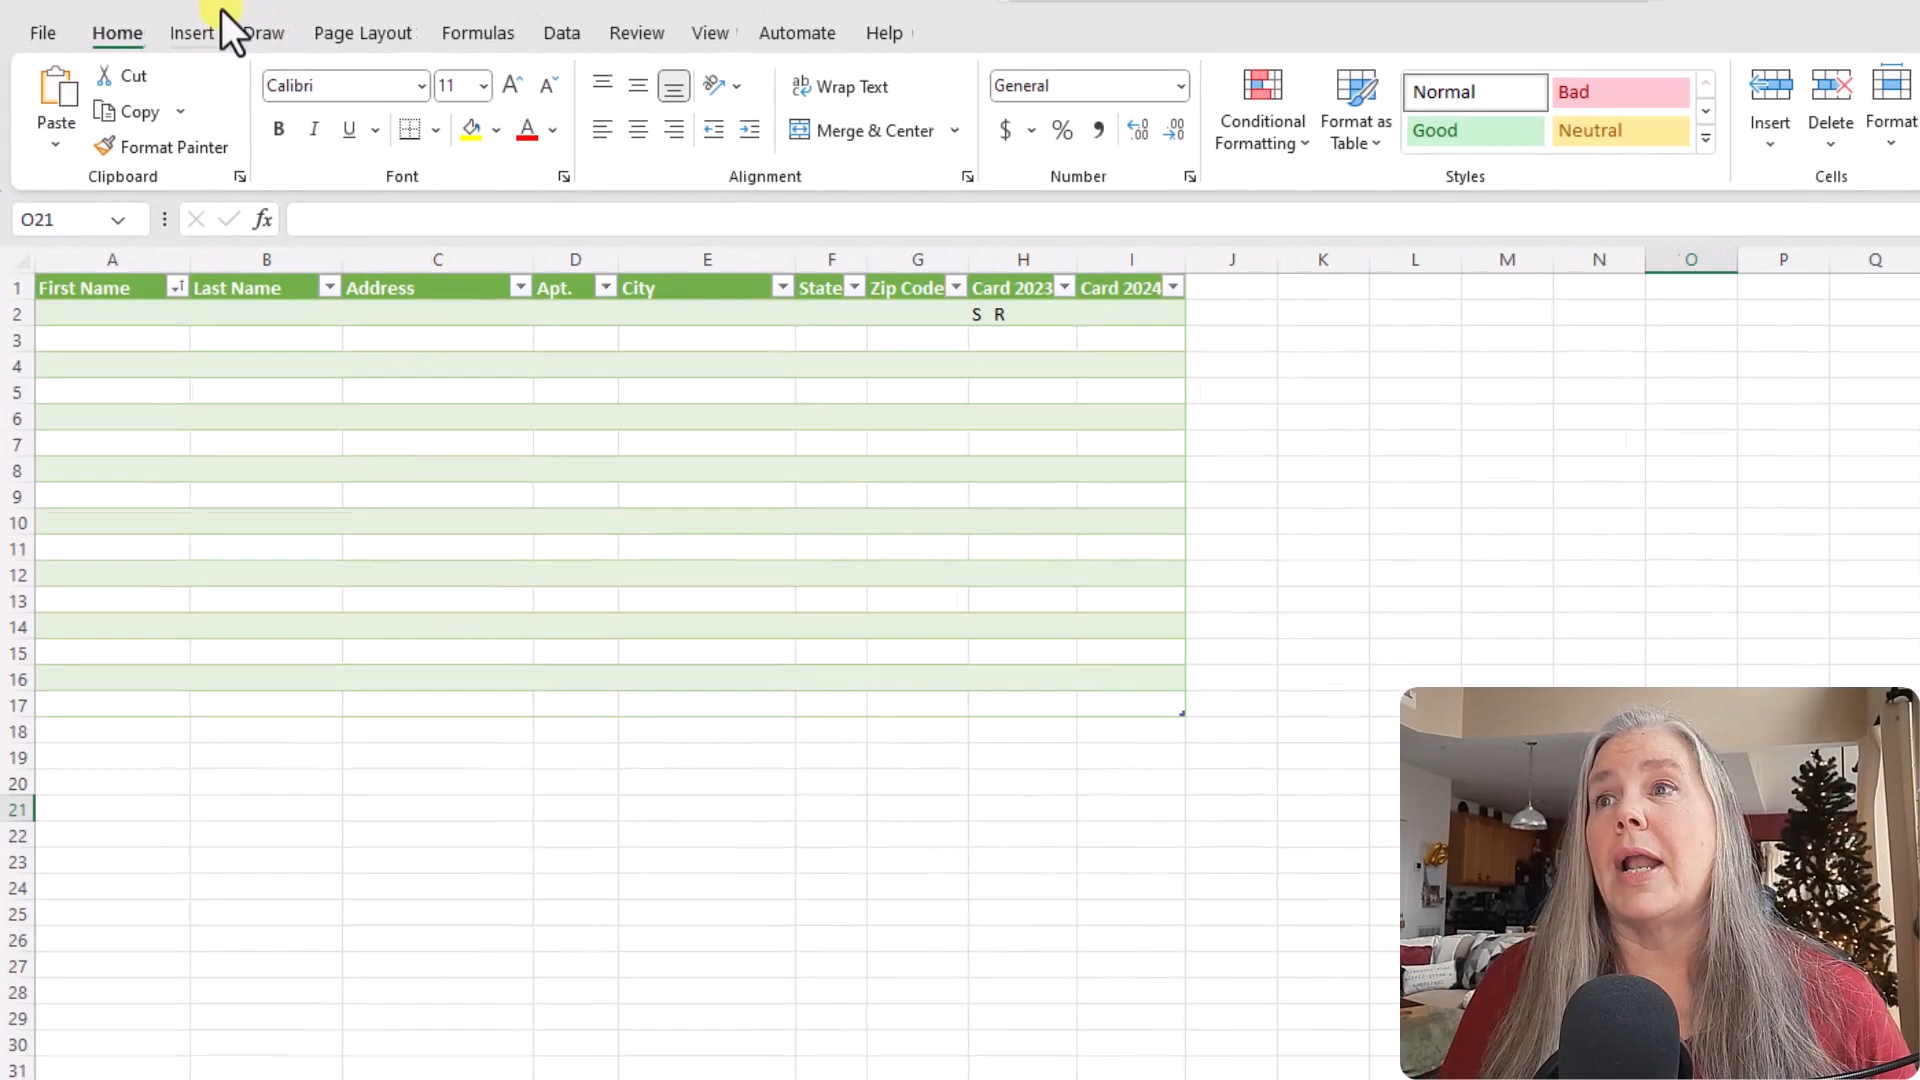 File Home Insert Draw Page Layout Formulas Data Review View Automate Help
Paste
Cut
Copy
Format Painter
Clipboard
Calibri 11
B I U
Font
Wrap Text
Merge & Center
Alignment
General
$ % 9
Number
Conditional Formatting
Format as Table
Normal Bad
Good Neutral
Styles
Insert Delete Format
Cells
O21 fx
A B C D E F G H I J K L M N O P Q
1 First Name Last Name Address Apt. City State Zip Code Card 2023 Card 2024
2 S R
3
4
5
6
7
8
9
10
11
12
13
14
15
16
17
18
19
20
21
22
23
24
25
26
27
28
29
30
31